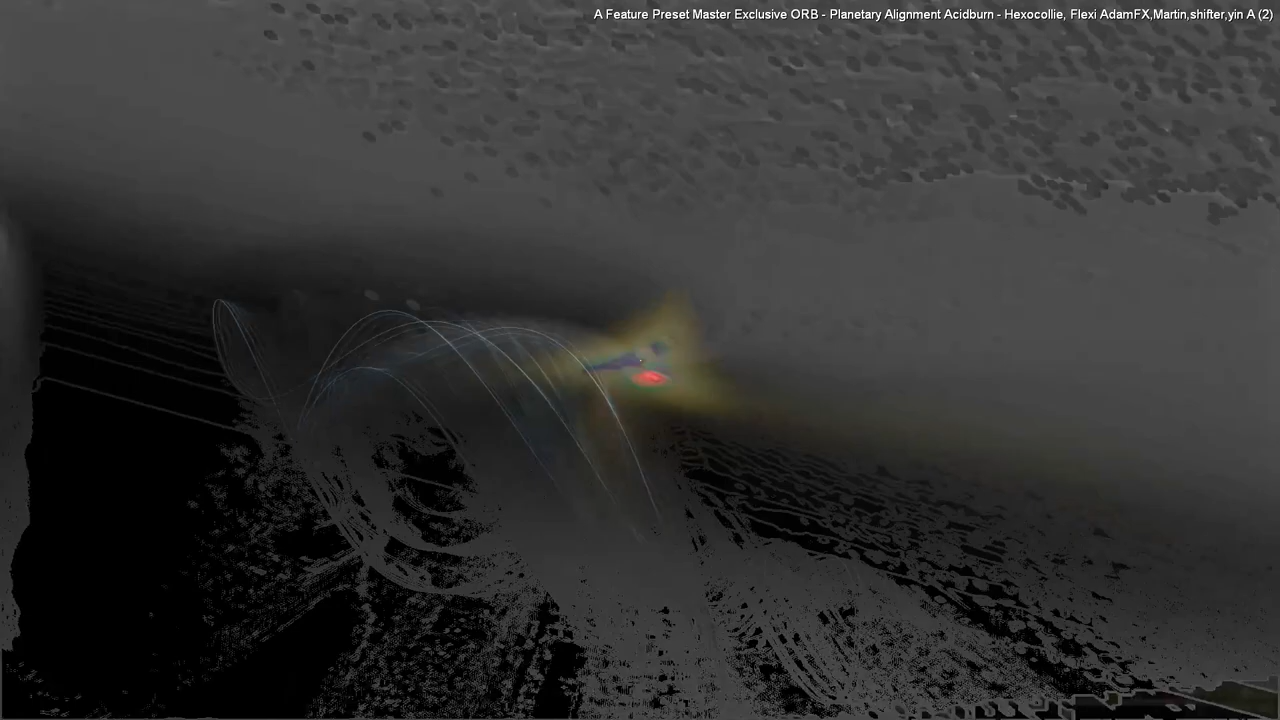 A Feature Preset Master Exclusive ORB - Planetary Alignment Acidburn - Hexocollie, Flexi AdamFX,Martin,shifter,yin A (2)